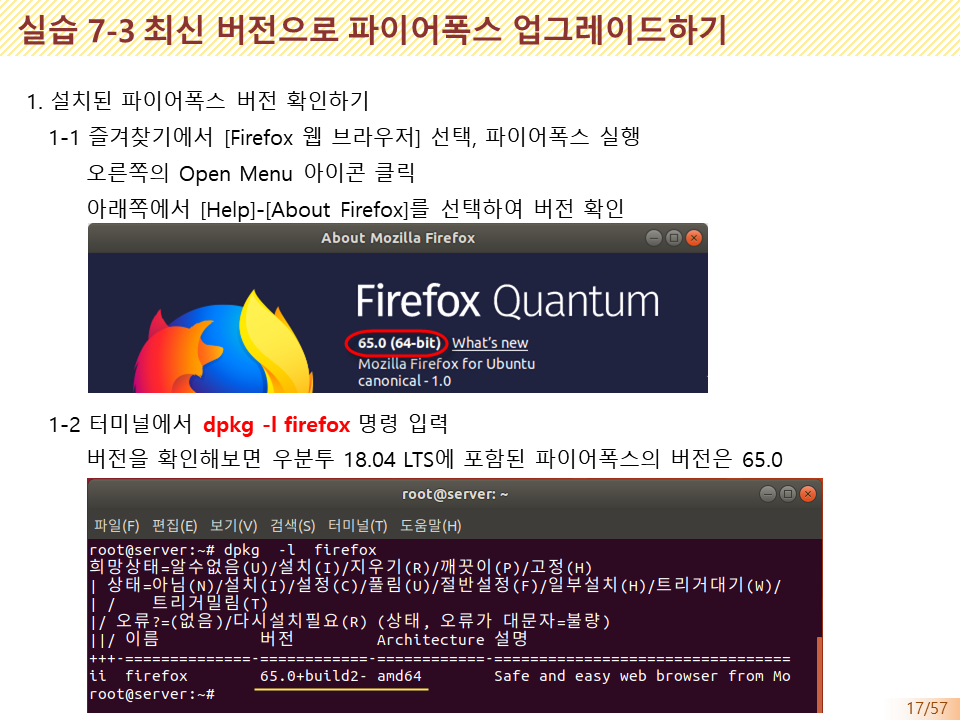 실습 7-3 최신 버전으로 파이어폭스 업그레이드하기
1. 설치된 파이어폭스 버전 확인하기
1-1 즐겨찾기에서 [Firefox 웹 브라우저] 선택, 파이어폭스 실행
오른쪽의 Open Menu 아이콘 클릭
아래쪽에서 [Help]-[About Firefox]를 선택하여 버전 확인
About Mozilla Firefox
Firefox Quantum
65.0 (64-bit) What's new
Mozilla Firefox for Ubuntu
canonical - 1.0
1-2 터미널에서 dpkg -l firefox 명령 입력
버전을 확인해보면 우분투 18.04 LTS에 포함된 파이어폭스의 버전은 65.0
root@server: ~
파일(F) 편집(E) 보기(V) 검색(S) 터미널(T) 도움말(H)
root@server:~# dpkg  -l  firefox
희망상태=알수없음(U)/설치(I)/지우기(R)/깨끗이(P)/고정(H)
| 상태=아님(N)/설치(I)/설정(C)/풀림(U)/절반설정(F)/일부설치(H)/트리거대기(W)/
| /    트리거밀림(T)
|/ 오류?=(없음)/다시설치필요(R) (상태, 오류가 대문자=불량)
||/ 이름           버전         Architecture 설명
+++-==============-============-============-=================================
ii  firefox        65.0+build2- amd64        Safe and easy web browser from Mo
root@server:~#
17/57